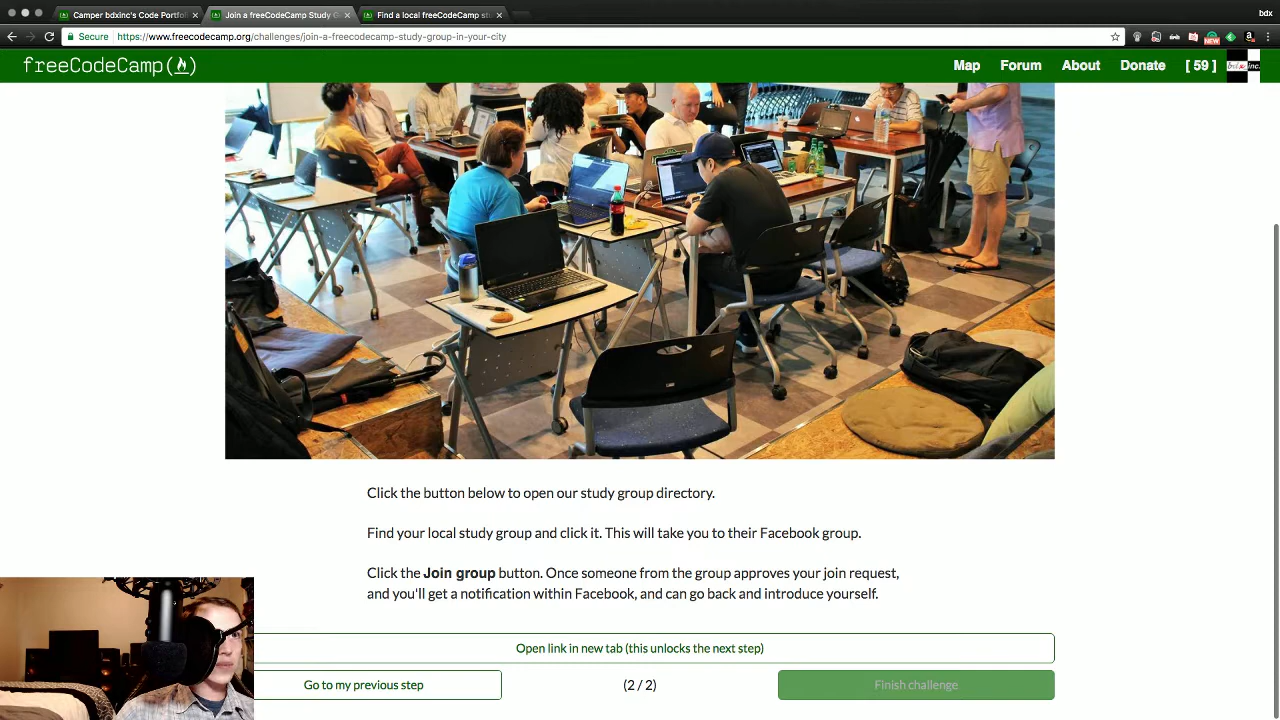 Camper bdxinc's Code Portfol
Join a freeCodeCamp Study G
Find a local freeCodeCamp stu
bdx
Secure
https://www.freecodecamp.org/challenges/join-a-freecodecamp-study-group-in-your-city
NEW
freeCodeCamp
Map
Forum
About
Donate
[ 59 ]
bdx inc.
Click the button below to open our study group directory.
Find your local study group and click it. This will take you to their Facebook group.
Click the Join group button. Once someone from the group approves your join request,
and you'll get a notification within Facebook, and can go back and introduce yourself.
Open link in new tab (this unlocks the next step)
Go to my previous step
(2 / 2)
Finish challenge